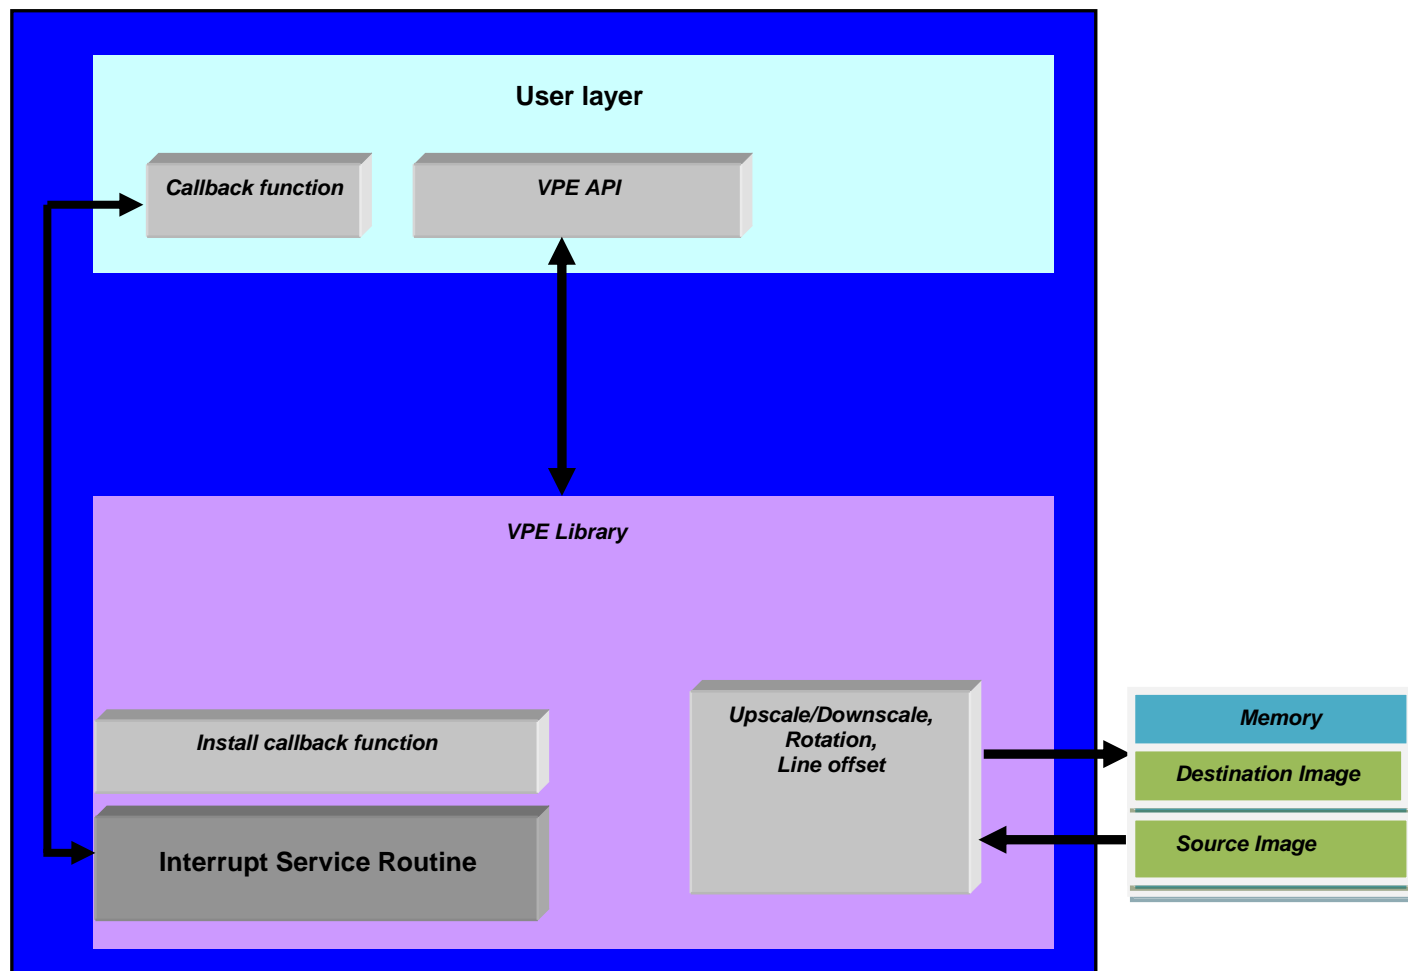 User layer
Callback function
VPE API
VPE Library
Install callback function
Interrupt Service Routine
Upscale/Downscale,
Rotation,
Line offset
Memory
Destination Image
Source Image